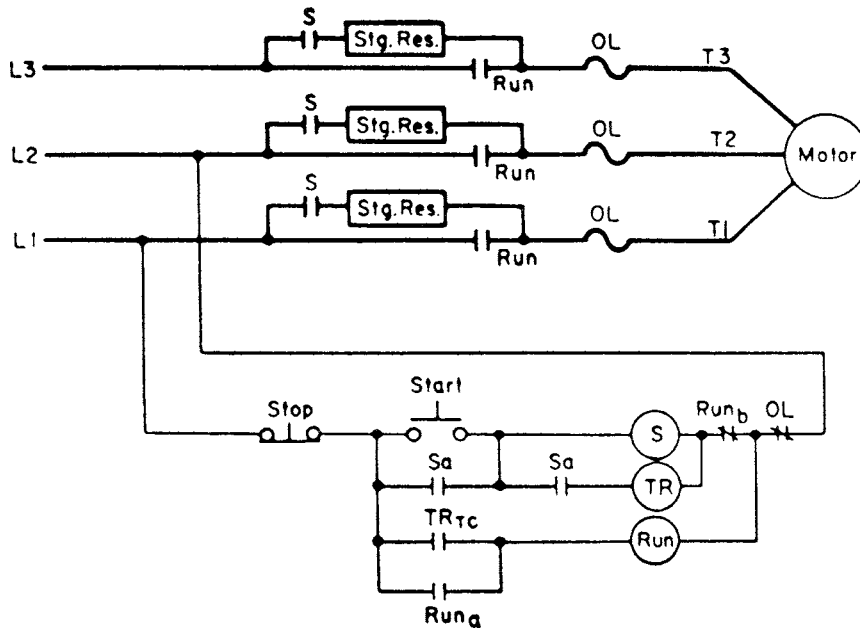 S
Stg. Res.
OL
T3
L3
Run
S
Stg. Res.
OL
T2
L2
Run
Motor
S
Stg. Res.
OL
T1
L1
Run
Start
Stop
Run_b
OL
S
Sa
Sa
TR
TR_TC
Run
Run_a